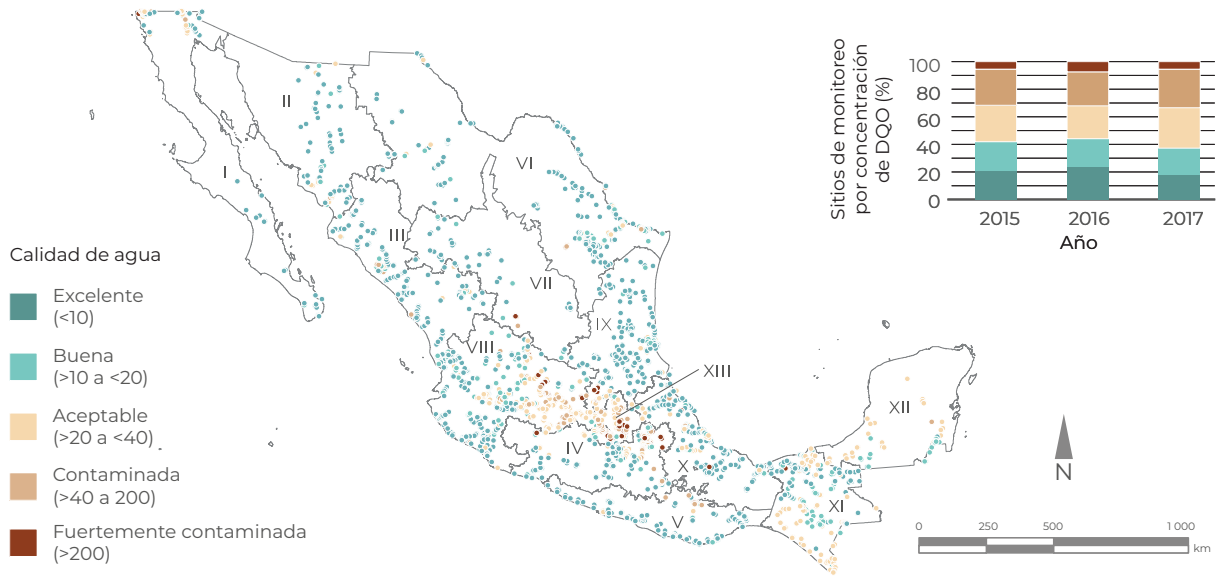 Sitios de monitoreo
por concentración
de DQO (%)
100
80
60
40
20
0
2015
2016
2017
Año
I
II
III
IV
V
VI
VII
VIII
IX
X
XI
XII
XIII
Calidad de agua
Excelente
(<10)
Buena
(>10 a <20)
Aceptable
(>20 a <40)
Contaminada
(>40 a 200)
Fuertemente contaminada
(>200)
N
0 250 500 1 000
km